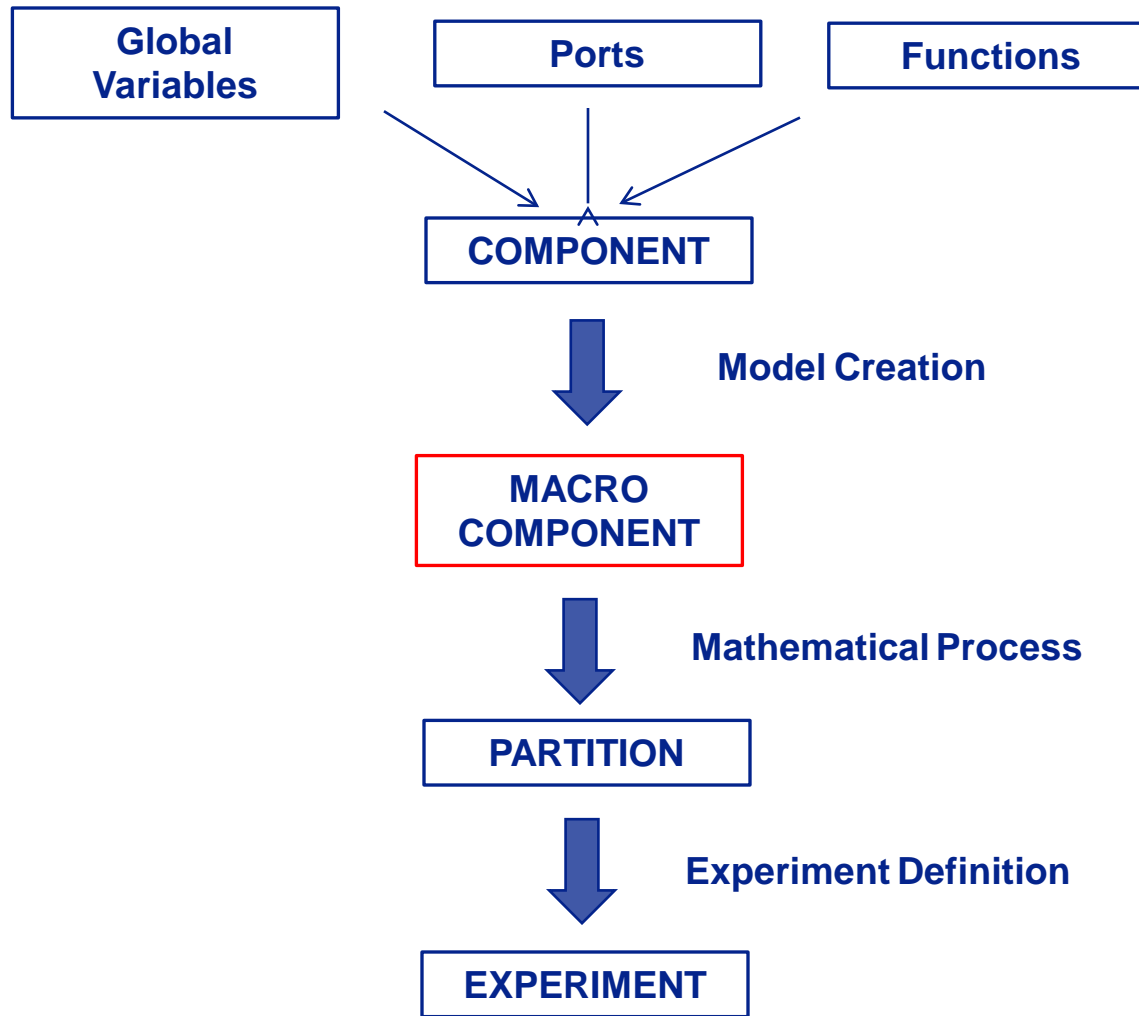 Global
Variables
Ports
Functions
COMPONENT
Model Creation
MACRO
COMPONENT
Mathematical Process
PARTITION
Experiment Definition
EXPERIMENT